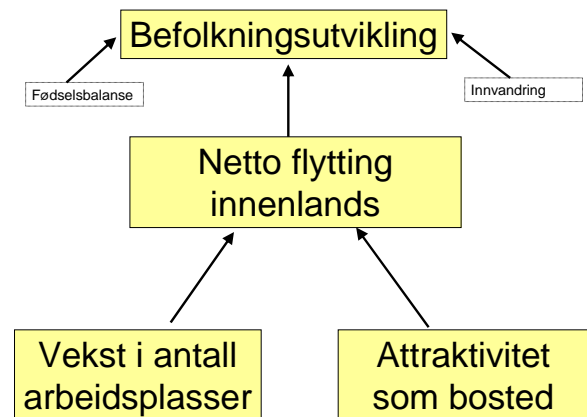 Befolkningsutvikling
Fødselsbalanse
Innvandring
Netto flytting
innenlands
Vekst i antall
arbeidsplasser
Attraktivitet
som bosted